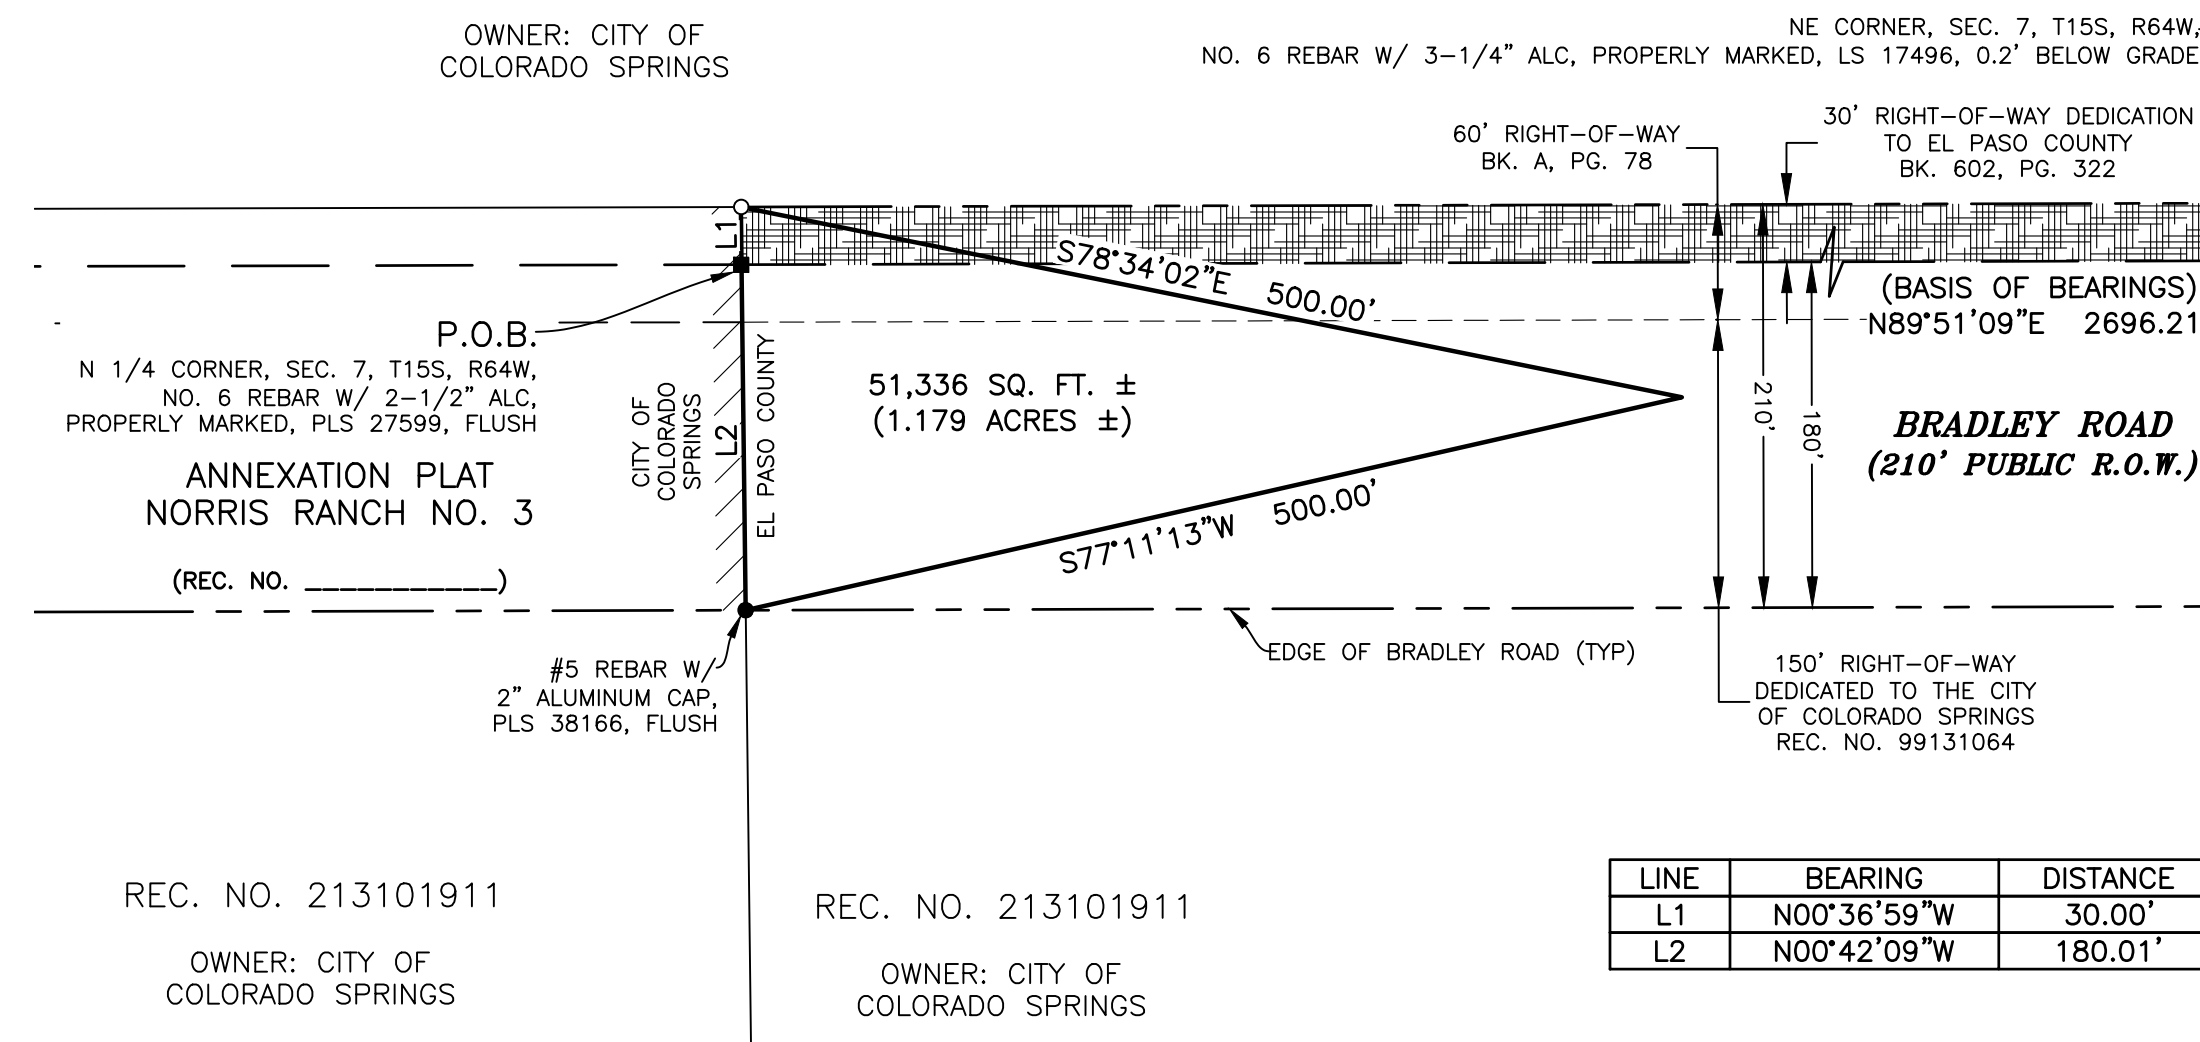 OWNER: CITY OF
COLORADO SPRINGS
NE CORNER, SEC. 7, T15S, R64W,
NO. 6 REBAR W/ 3-1/4" ALC, PROPERLY MARKED, LS 17496, 0.2' BELOW GRADE
60' RIGHT-OF-WAY
BK. A, PG. 78
30' RIGHT-OF-WAY DEDICATION
TO EL PASO COUNTY
BK. 602, PG. 322
L1
S78°34'02"E 500.00'
(BASIS OF BEARINGS)
N89°51'09"E 2696.21
P.O.B.
N 1/4 CORNER, SEC. 7, T15S, R64W,
NO. 6 REBAR W/ 2-1/2" ALC,
PROPERLY MARKED, PLS 27599, FLUSH
CITY OF
COLORADO
SPRINGS
L2
EL PASO COUNTY
51,336 SQ. FT. ±
(1.179 ACRES ±)
210'
180'
BRADLEY ROAD
(210' PUBLIC R.O.W.)
ANNEXATION PLAT
NORRIS RANCH NO. 3
(REC. NO. ____________)
S77°11'13"W 500.00'
#5 REBAR W/
2" ALUMINUM CAP,
PLS 38166, FLUSH
EDGE OF BRADLEY ROAD (TYP)
150' RIGHT-OF-WAY
DEDICATED TO THE CITY
OF COLORADO SPRINGS
REC. NO. 99131064
REC. NO. 213101911
OWNER: CITY OF
COLORADO SPRINGS
REC. NO. 213101911
OWNER: CITY OF
COLORADO SPRINGS
LINE BEARING DISTANCE
L1 N00°36'59"W 30.00'
L2 N00°42'09"W 180.01'